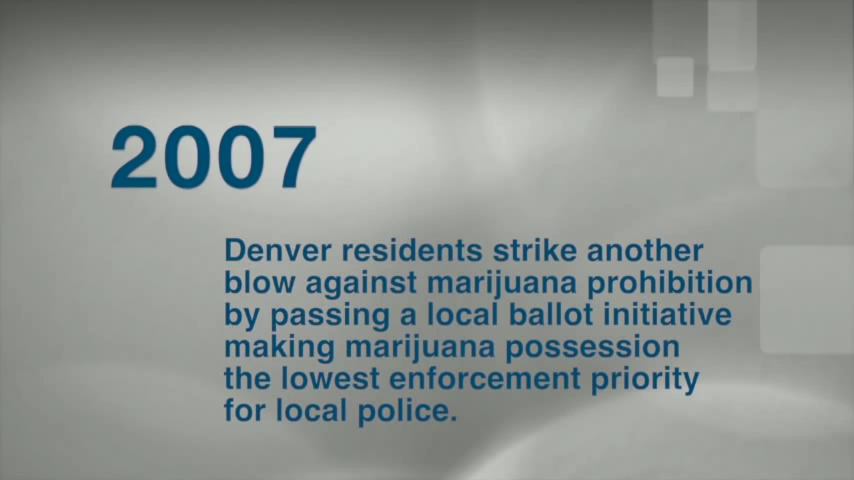 2007
Denver residents strike another
blow against marijuana prohibition
by passing a local ballot initiative
making marijuana possession
the lowest enforcement priority
for local police.